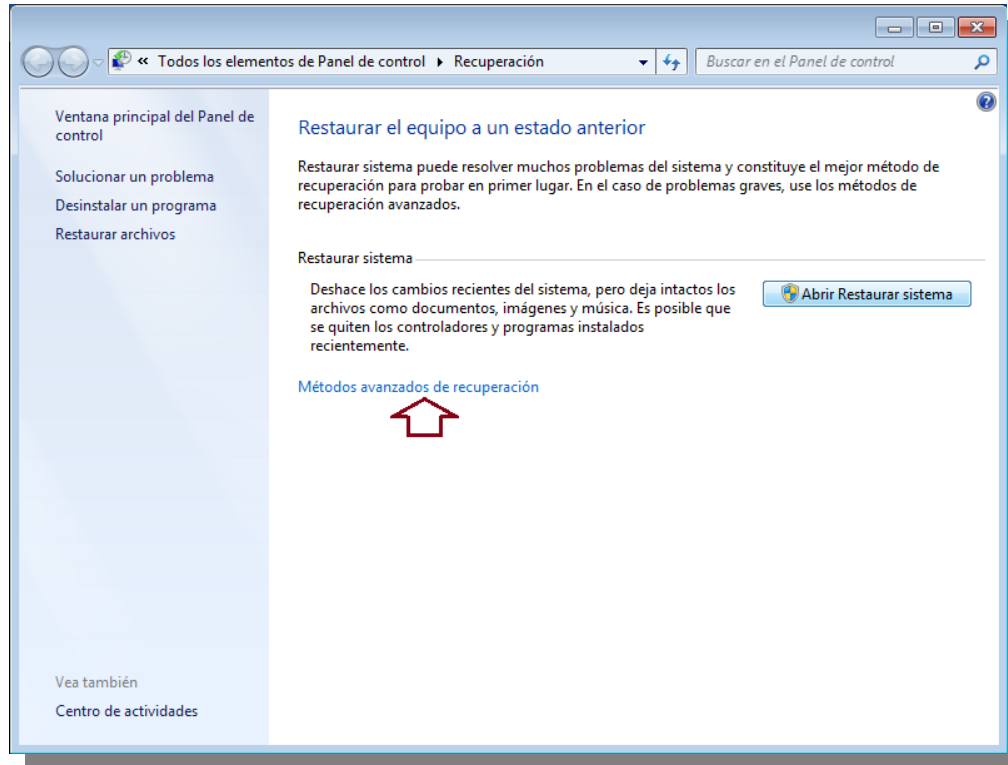 « Todos los elementos de Panel de control ▸ Recuperación
Buscar en el Panel de control
Ventana principal del Panel de
control
Solucionar un problema
Desinstalar un programa
Restaurar archivos
Restaurar el equipo a un estado anterior
Restaurar sistema puede resolver muchos problemas del sistema y constituye el mejor método de
recuperación para probar en primer lugar. En el caso de problemas graves, use los métodos de
recuperación avanzados.
Restaurar sistema
Deshace los cambios recientes del sistema, pero deja intactos los
archivos como documentos, imágenes y música. Es posible que
se quiten los controladores y programas instalados
recientemente.
Abrir Restaurar sistema
Métodos avanzados de recuperación
Vea también
Centro de actividades